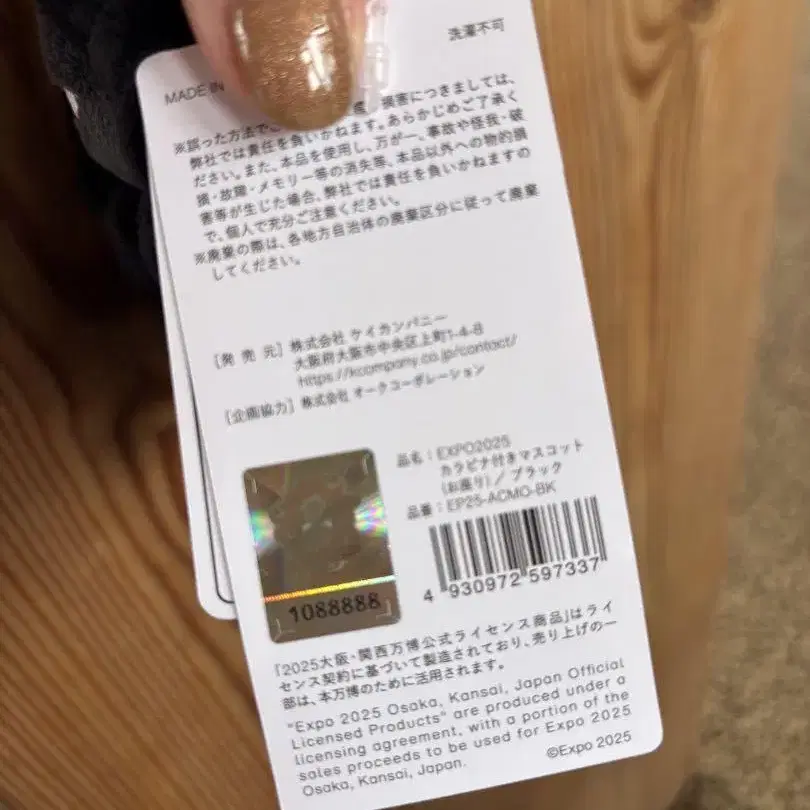 洗濯不可
MADE IN
※誤った方法でご 損害につきましては、
弊社では責任を負いかねます。あらかじめご了承く
ださい。また、本品を使用し、万が一、事故や怪我・破
損・故障・メモリー等の消失等、本品以外への物的損
害等が生じた場合、弊社では責任を負いかねますの
で、個人で充分ご注意ください。
※廃棄の際は、各地方自治体の廃棄区分に従って廃棄
してください。
[発売元] 株式会社 ケイカンパニー
大阪府大阪市中央区上町1-4-8
https://kcompany.co.jp/contact/
[企画協力] 株式会社 オークコーポレーション
品名：EXPO2025
カラビナ付きマスコット
(お座り)／ブラック
品番：EP25-ACMO-BK
4 930972 597337
1088888
「2025大阪・関西万博公式ライセンス商品」はライ
センス契約に基づいて製造されており、売り上げの一
部は、本万博のために活用されます。
"Expo 2025 Osaka, Kansai, Japan Official
Licensed Products" are produced under a
licensing agreement, with a portion of the
sales proceeds to be used for Expo 2025
Osaka, Kansai, Japan.
©Expo 2025